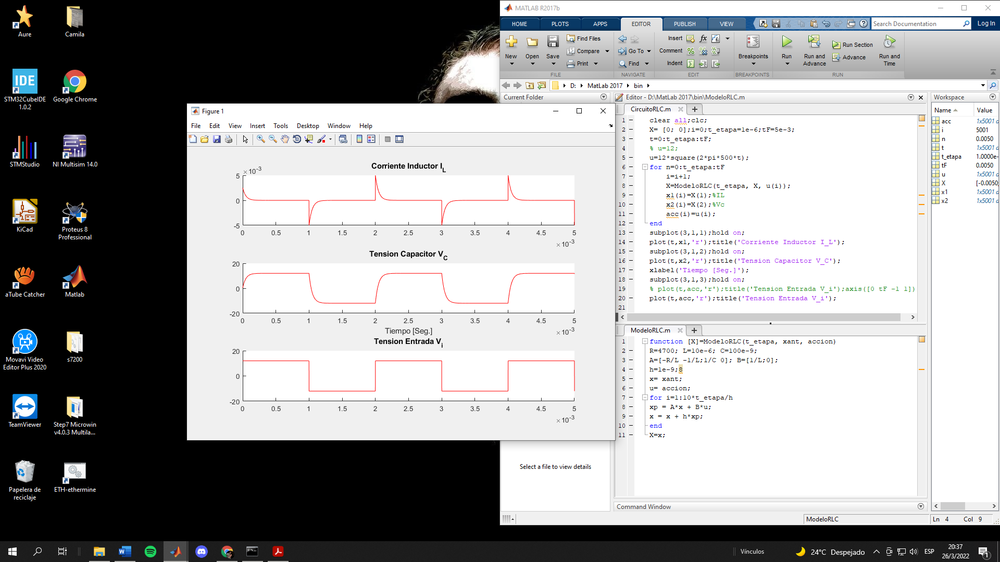 Aure
Camila
STM32CubeIDE
1.0.2
Google Chrome
STMStudio
NI Multisim 14.0
KiCad
Proteus 8
Professional
aTube Catcher
Matlab
Movavi Video
Editor Plus 2020
s7200
TeamViewer
Step7 Microwin
v4.0.3 Multila...
Papelera de
reciclaje
ETH-ethermine
IDE
MATLAB R2017b
HOME PLOTS APPS EDITOR PUBLISH VIEW
Search Documentation
Log In
New Open Save
Find Files
Compare
Print
Go To
Find
Insert
Comment
Indent
Breakpoints
Run
Run and
Advance
Run Section
Advance
Run and
Time
FILE NAVIGATE EDIT BREAKPOINTS RUN
D: MatLab 2017 bin
Current Folder
Editor - D:\MatLab 2017\bin\ModeloRLC.m
Workspace
CircuitoRLC.m
1 clear all;clc;
2 X= [0; 0];i=0;t_etapa=1e-6;tF=5e-3;
3 t=0:t_etapa:tF;
4 % u=12;
5 u=12*square(2*pi*500*t);
6 for n=0:t_etapa:tF
7 i=i+1;
8 X=ModeloRLC(t_etapa, X, u(i));
9 x1(i)=X(1);%IL
10 x2(i)=X(2);%Vc
11 acc(i)=u(i);
12 end
13 subplot(3,1,1);hold on;
14 plot(t,x1,'r');title('Corriente Inductor I_L');
15 subplot(3,1,2);hold on;
16 plot(t,x2,'r');title('Tension Capacitor V_C');
17 xlabel('Tiempo [Seg.]');
18 subplot(3,1,3);hold on;
19 % plot(t,acc,'r');title('Tension Entrada V_i');axis([0 tF -1 1])
20 plot(t,acc,'r');title('Tension Entrada V_i');
21
ModeloRLC.m
1 function [X]=ModeloRLC(t_etapa, xant, accion)
2 R=4700; L=10e-6; C=100e-9;
3 A=[-R/L -1/L;1/C 0]; B=[1/L;0];
4 h=1e-9;8
5 x= xant;
6 u= accion;
7 for i=1:10*t_etapa/h
8 xp = A*x + B*u;
9 x = x + h*xp;
10 end
11 X=x;
Name Value
acc 1x5001 d
i 5001
n 0.0050
t 1x5001 d
t_etapa 1.0000e-
tF 0.0050
u 1x5001 d
X [-0.0050;
x1 1x5001 d
x2 1x5001 d
Figure 1
File Edit View Insert Tools Desktop Window Help
Corriente Inductor I_L
×10^-3
5
0
-5
0 0.5 1 1.5 2 2.5 3 3.5 4 4.5 5
×10^-3
Tension Capacitor V_C
20
0
-20
0 0.5 1 1.5 2 2.5 3 3.5 4 4.5 5
×10^-3
Tiempo [Seg.]
Tension Entrada V_i
20
0
-20
0 0.5 1 1.5 2 2.5 3 3.5 4 4.5 5
×10^-3
Select a file to view details
Command Window
ModeloRLC
Ln 4 Col 9
Vínculos
24°C Despejado
ESP
20:37
26/3/2022
1